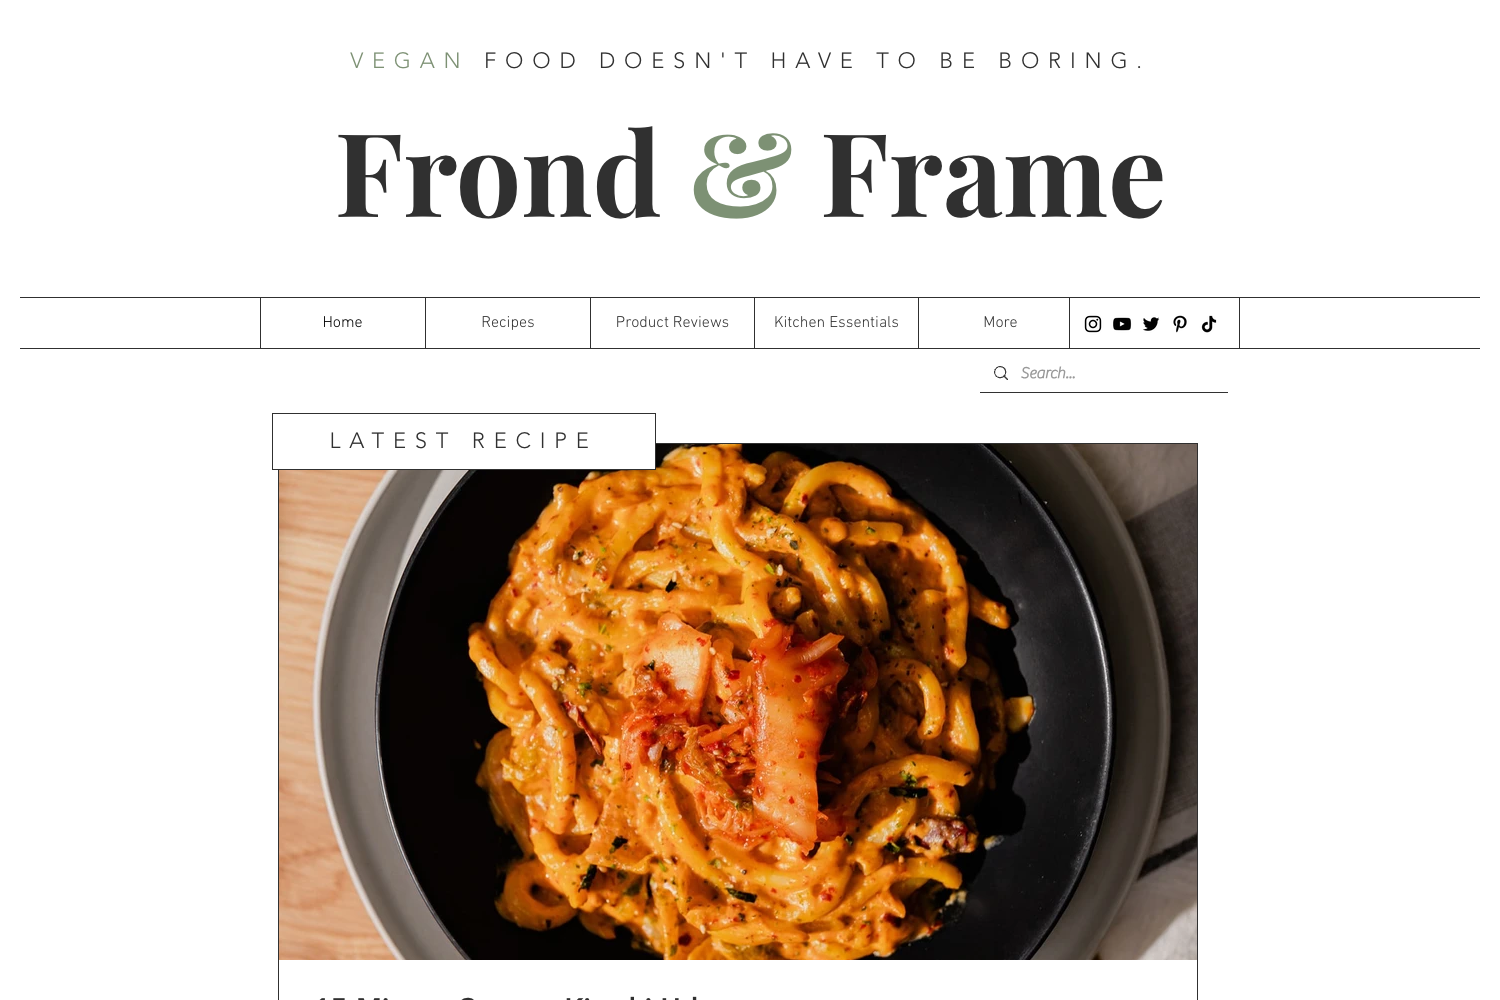 VEGAN FOOD DOESN'T HAVE TO BE BORING.
Frond & Frame
Home Recipes Product Reviews Kitchen Essentials More
Search...
LATEST RECIPE